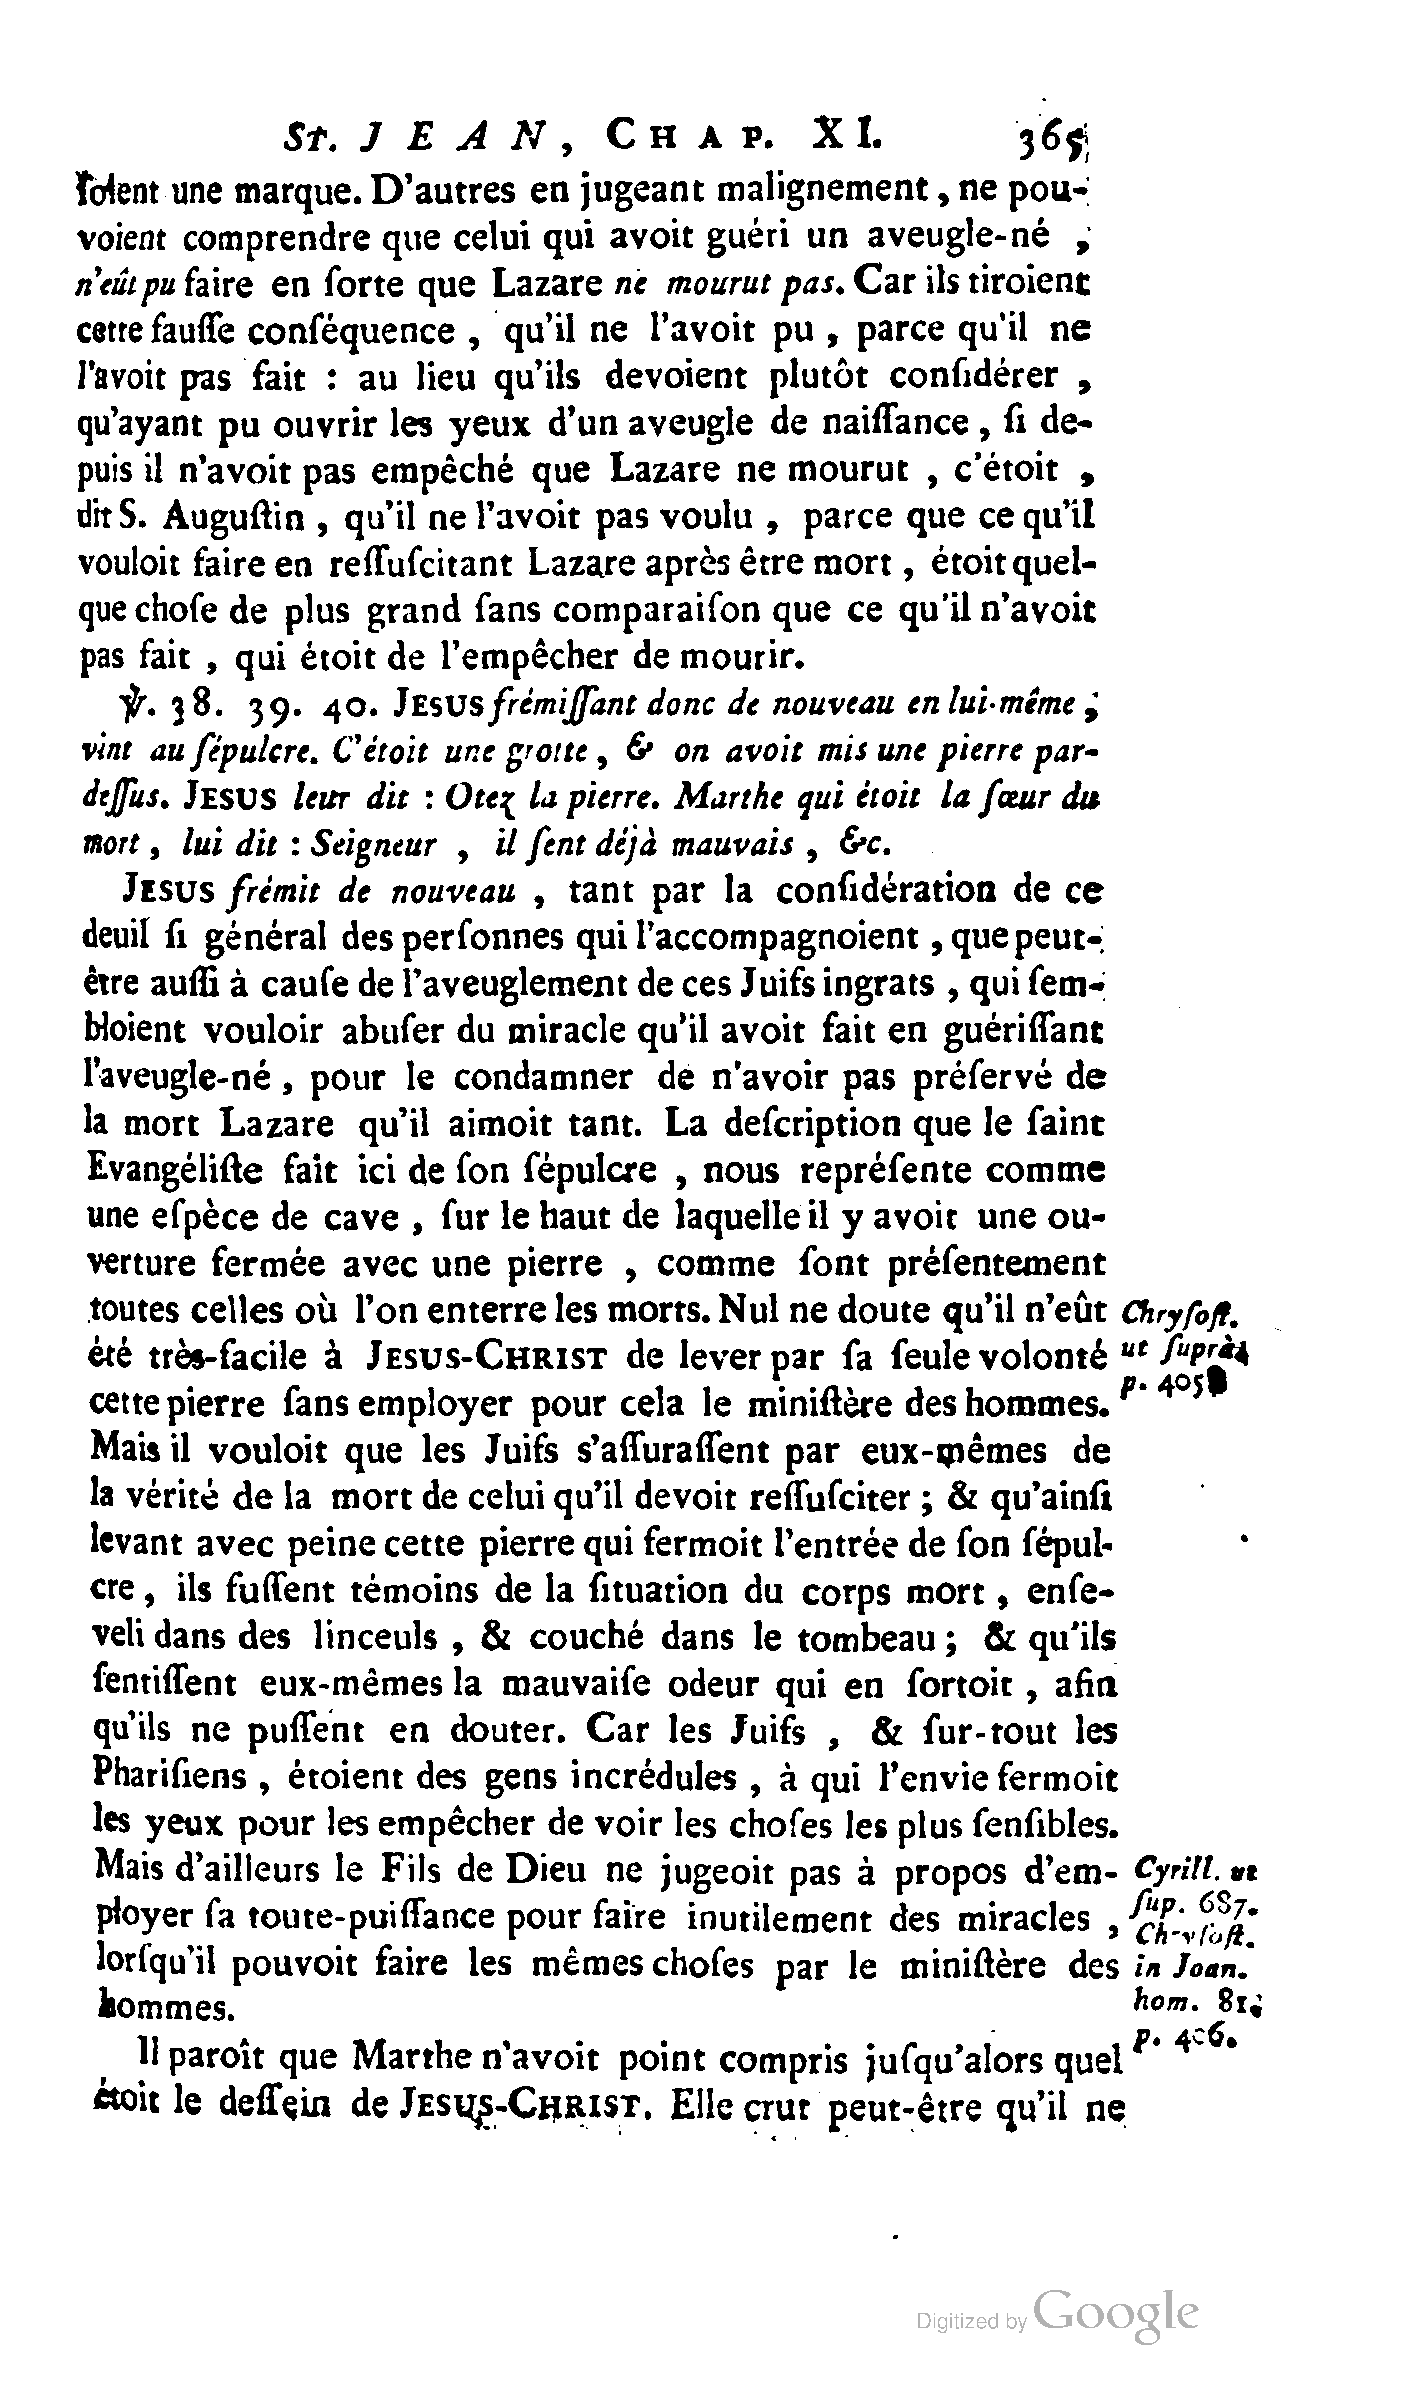 St. JEAN, CHAP. XI. 365
ſoient une marque. D'autres en jugeant malignement, ne pou-
voient comprendre que celui qui avoit guéri un aveugle-né,
n'eût pu faire en ſorte que Lazare ne mourut pas. Car ils tiroient
cette fauſſe conſéquence, qu'il ne l'avoit pu, parce qu'il ne
l'avoit pas fait : au lieu qu'ils devoient plutôt conſidérer,
qu'ayant pu ouvrir les yeux d'un aveugle de naiſſance, ſi de-
puis il n'avoit pas empêché que Lazare ne mourut, c'étoit,
dit S. Auguſtin, qu'il ne l'avoit pas voulu, parce que ce qu'il
vouloit faire en reſſuſcitant Lazare après être mort, étoit quel-
que choſe de plus grand ſans comparaiſon que ce qu'il n'avoit
pas fait, qui étoit de l'empêcher de mourir.
℣. 38. 39. 40. JESUS frémiſſant donc de nouveau en lui-même ;
vint au ſépulcre. C'étoit une grotte, & on avoit mis une pierre par-
deſſus. JESUS leur dit : Otez la pierre. Marthe qui étoit la ſœur du
mort, lui dit : Seigneur, il ſent déjà mauvais, &c.
JESUS frémit de nouveau, tant par la conſidération de ce
deuil ſi général des perſonnes qui l'accompagnoient, que peut-
être auſſi à cauſe de l'aveuglement de ces Juifs ingrats, qui ſem-
bloient vouloir abuſer du miracle qu'il avoit fait en guériſſant
l'aveugle-né, pour le condamner de n'avoir pas préſervé de
la mort Lazare qu'il aimoit tant. La deſcription que le ſaint
Evangéliſte fait ici de ſon ſépulcre, nous repréſente comme
une eſpèce de cave, ſur le haut de laquelle il y avoit une ou-
verture fermée avec une pierre, comme ſont préſentement
toutes celles où l'on enterre les morts. Nul ne doute qu'il n'eût
été très-facile à JESUS-CHRIST de lever par ſa ſeule volonté
cette pierre ſans employer pour cela le miniſtère des hommes.
Chryſoſt.
ut ſuprà,
p. 405
Mais il vouloit que les Juifs s'aſſuraſſent par eux-mêmes de
la vérité de la mort de celui qu'il devoit reſſuſciter ; & qu'ainſi
levant avec peine cette pierre qui fermoit l'entrée de ſon ſépul-
cre, ils fuſſent témoins de la ſituation du corps mort, enſe-
veli dans des linceuls, & couché dans le tombeau ; & qu'ils
ſentiſſent eux-mêmes la mauvaiſe odeur qui en ſortoit, afin
qu'ils ne puſſent en douter. Car les Juifs, & ſur-tout les
Phariſiens, étoient des gens incrédules, à qui l'envie fermoit
les yeux pour les empêcher de voir les choſes les plus ſenſibles.
Mais d'ailleurs le Fils de Dieu ne jugeoit pas à propos d'em-
ployer ſa toute-puiſſance pour faire inutilement des miracles,
lorſqu'il pouvoit faire les mêmes choſes par le miniſtère des
hommes.
Cyrill. ut
ſup. 687.
Chryſoſt.
in Joan.
hom. 81;
p. 406.
Il paroît que Marthe n'avoit point compris juſqu'alors quel
étoit le deſſein de JESUS-CHRIST. Elle crut peut-être qu'il ne
Digitized by Google